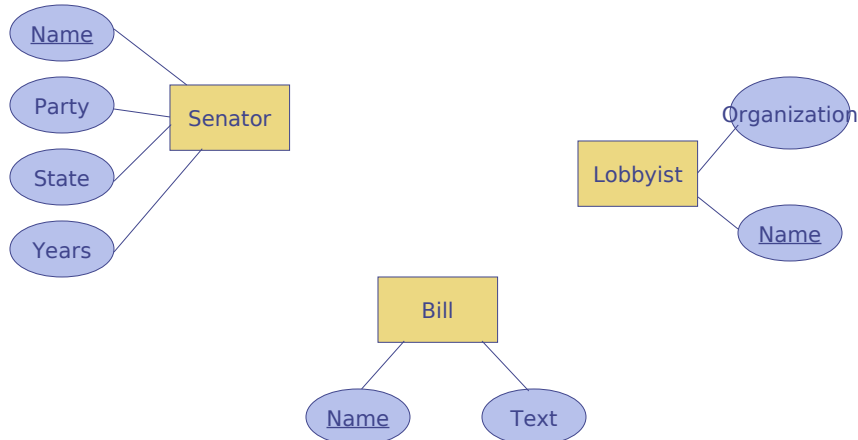 Name
Party
State
Years
Senator
Organization
Lobbyist
Name
Bill
Name
Text